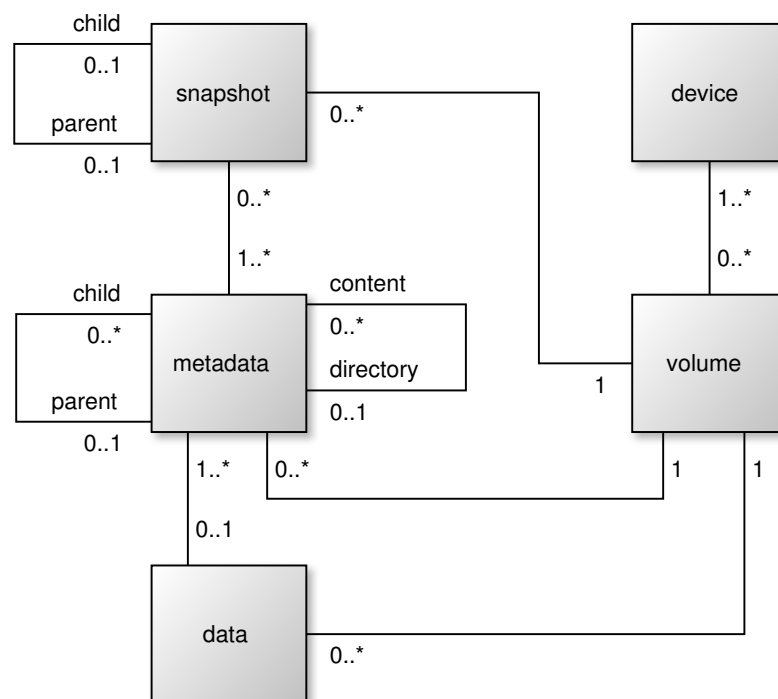 child
0..1
snapshot
device
0..*
parent
0..1
0..*
1..*
1..*
0..*
child
content
0..*
0..*
metadata
directory
volume
1
parent
0..1
0..1
1..*
0..*
1
1
0..1
data
0..*